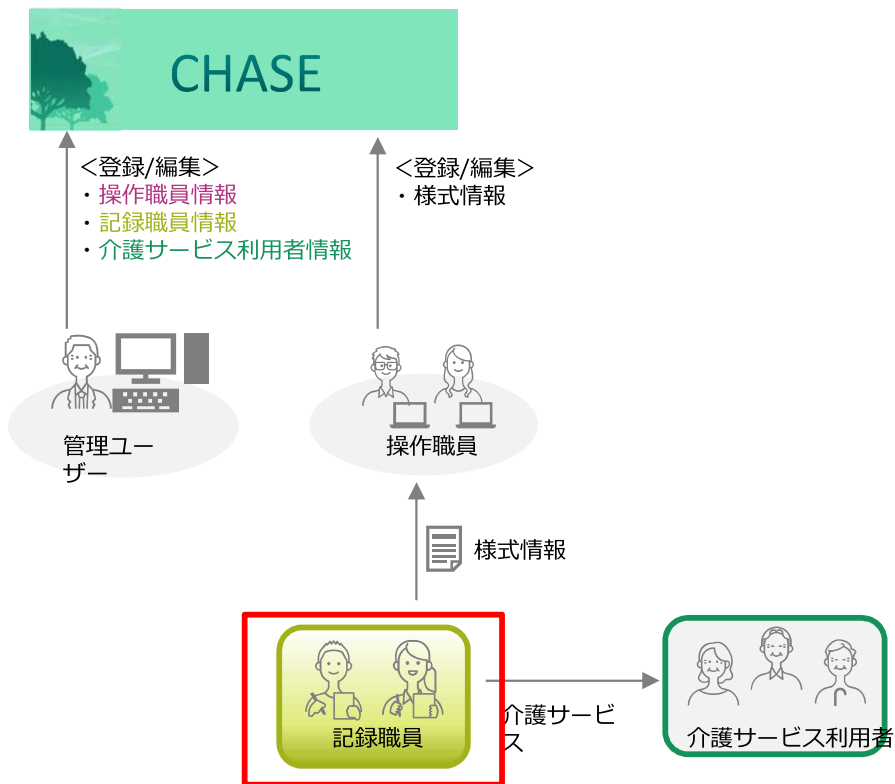 CHASE
＜登録/編集＞
・操作職員情報
・記録職員情報
・介護サービス利用者情報
＜登録/編集＞
・様式情報
管理ユー
ザー
操作職員
様式情報
記録職員
介護サービ
ス
介護サービス利用者